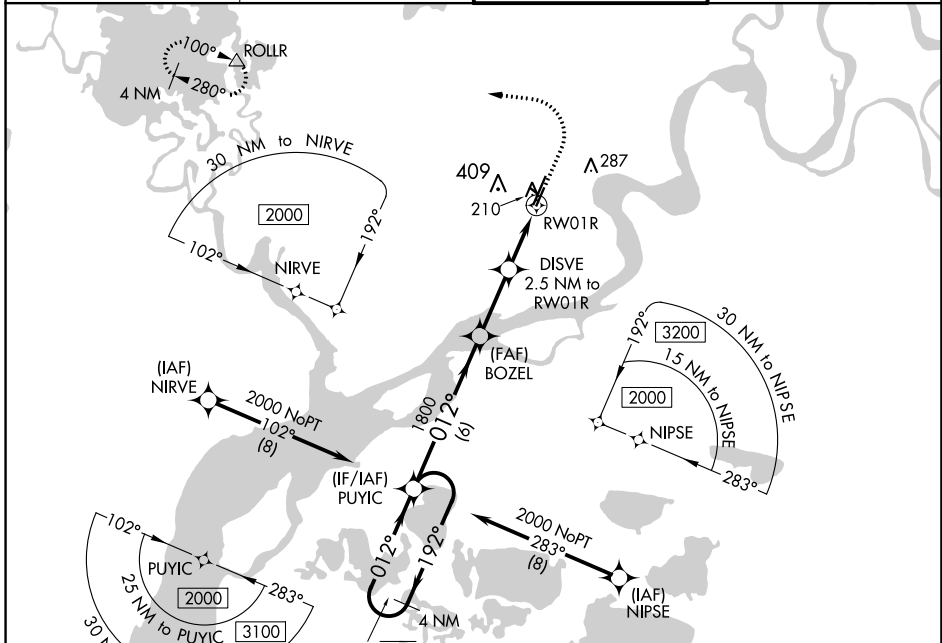 100°
ROLLR
280°
4 NM
30 NM to NIRVE
2000
192°
102°
NIRVE
409
287
210
RW01R
DISVE
2.5 NM to
RW01R
(FAF)
BOZEL
192°
3200
30 NM to NIPSE
15 NM to NIPSE
2000
NIPSE
283°
(IAF)
NIRVE
2000 NoPT
102°
(8)
1800
012°
(6)
(IF/IAF)
PUYIC
012°
192°
4 NM
2000 NoPT
283°
(8)
(IAF)
NIPSE
102°
PUYIC
283°
2000
25 NM to PUYIC
3100